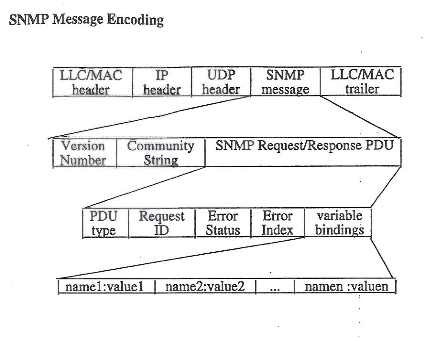 SNMP Message Encoding
LLC/MAC header IP header UDP header SNMP message LLC/MAC trailer
Version Number Community String SNMP Request/Response PDU
PDU type Request ID Error Status Error Index variable bindings
name1:value1 name2:value2 ... namen :valuen